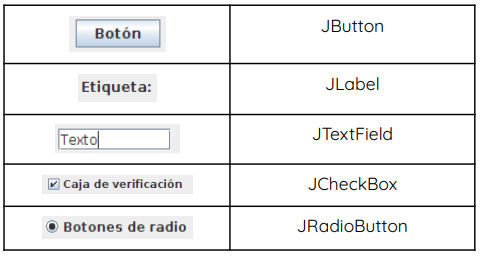 Botón
JButton
Etiqueta:
JLabel
Texto
JTextField
Caja de verificación
JCheckBox
Botones de radio
JRadioButton